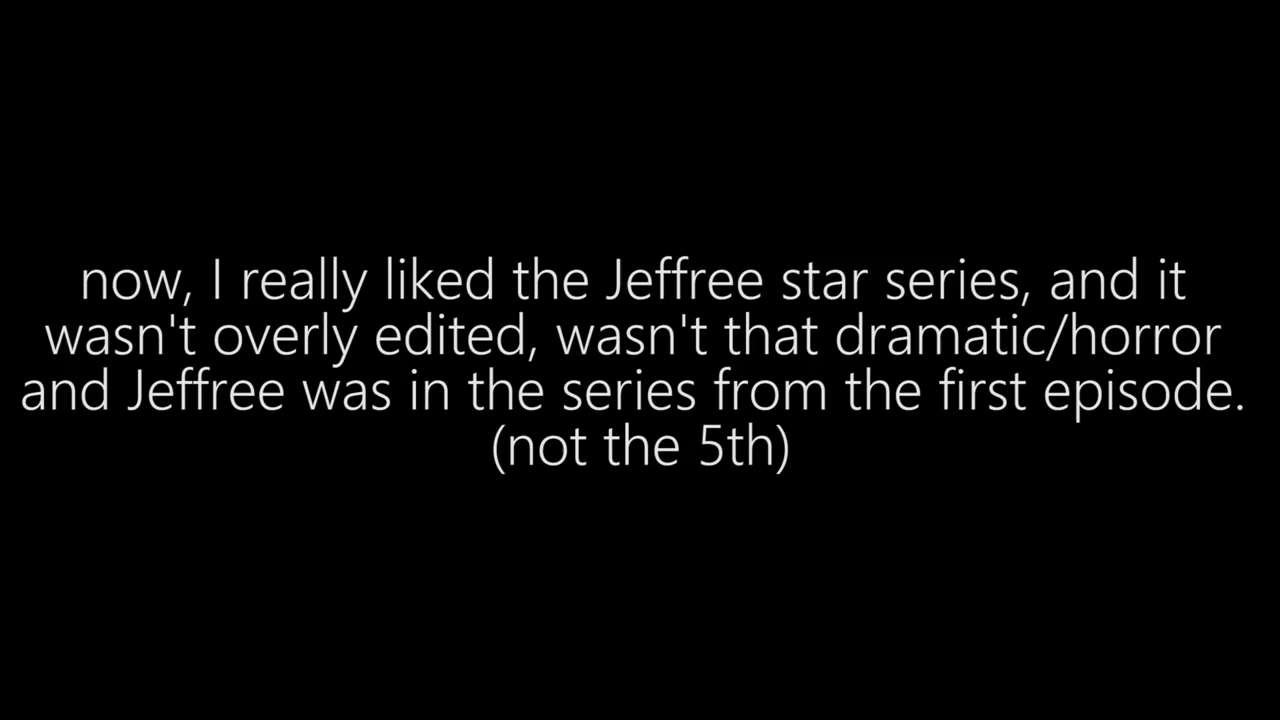 now, I really liked the Jeffree star series, and it
wasn't overly edited, wasn't that dramatic/horror
and Jeffree was in the series from the first episode.
(not the 5th)